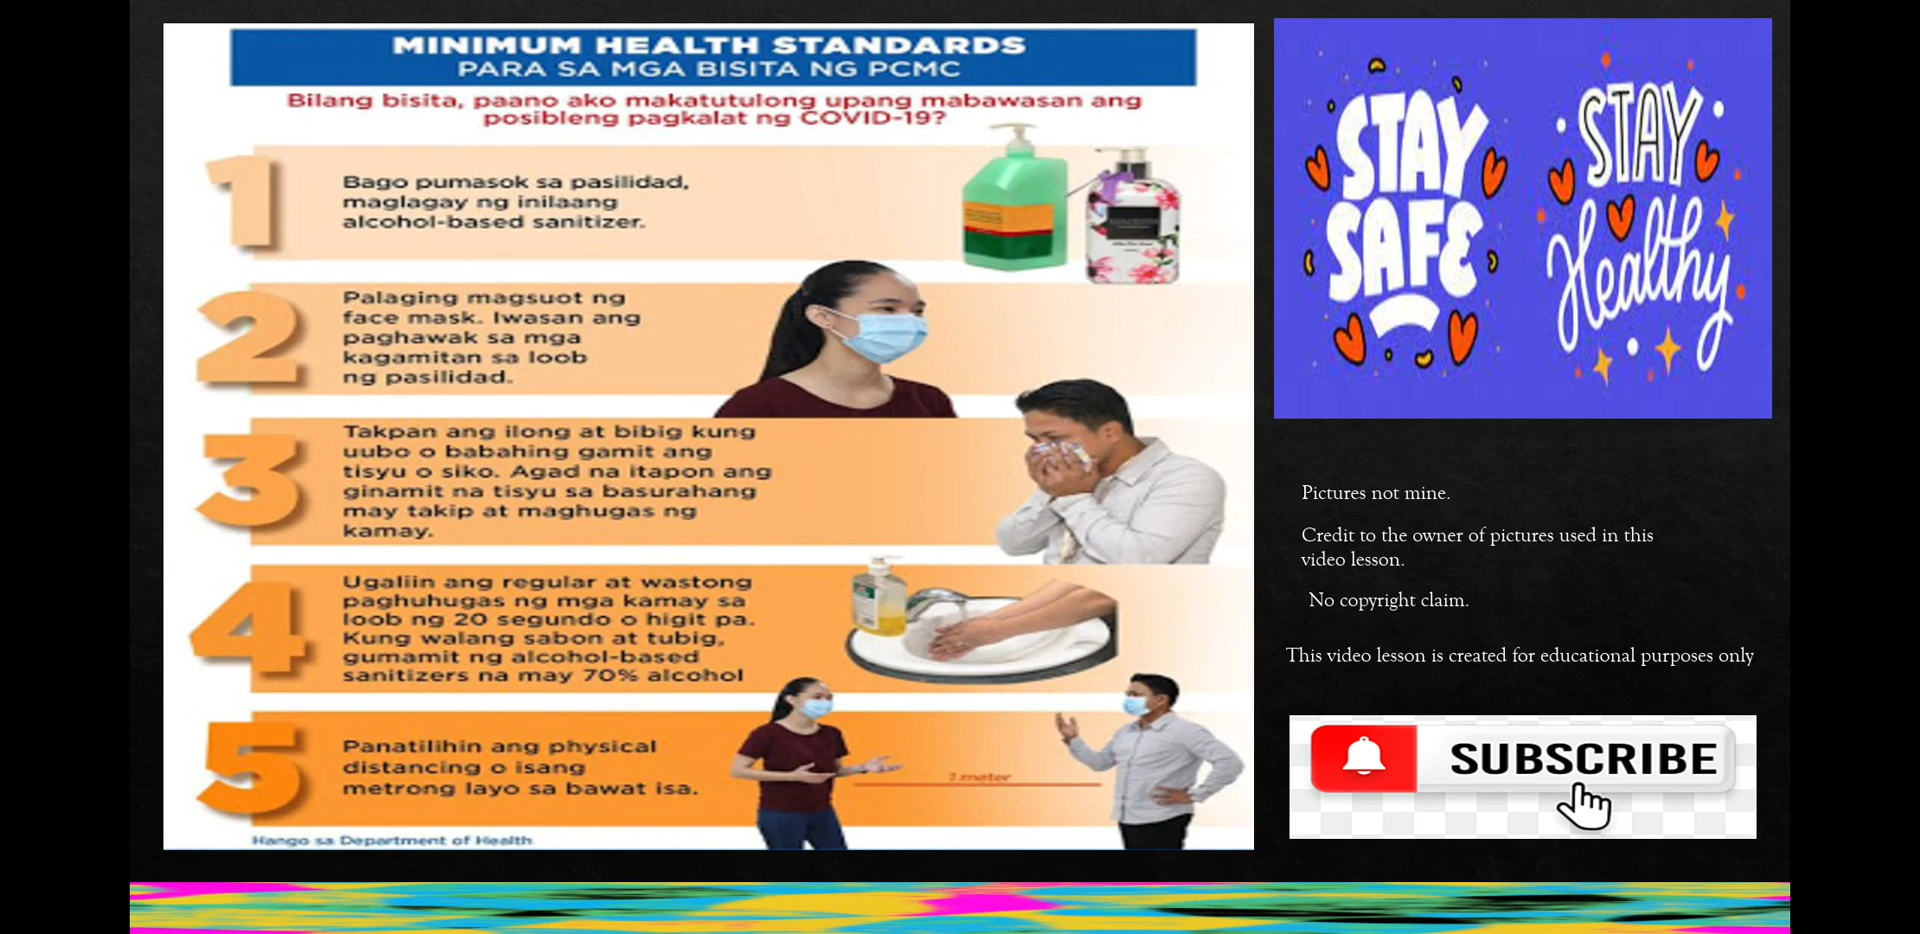 MINIMUM HEALTH STANDARDS
PARA SA MGA BISITA NG PCMC
Bilang bisita, paano ako makatutulong upang mabawasan ang
posibleng pagkalat ng COVID-19?
1
Bago pumasok sa pasilidad,
maglagay ng inilaang
alcohol-based sanitizer.
2
Palaging magsuot ng
face mask. Iwasan ang
paghawak sa mga
kagamitan sa loob
ng pasilidad.
3
Takpan ang ilong at bibig kung
uubo o babahing gamit ang
tisyu o siko. Agad na itapon ang
ginamit na tisyu sa basurahang
may takip at maghugas ng
kamay.
4
Ugaliin ang regular at wastong
paghuhugas ng mga kamay sa
loob ng 20 segundo o higit pa.
Kung walang sabon at tubig,
gumamit ng alcohol-based
sanitizers na may 70% alcohol
5
Panatilihin ang physical
distancing o isang
metrong layo sa bawat isa.
1 meter
Hango sa Department of Health
STAY
SAFE
STAY
Healthy
Pictures not mine.
Credit to the owner of pictures used in this
video lesson.
No copyright claim.
This video lesson is created for educational purposes only
SUBSCRIBE